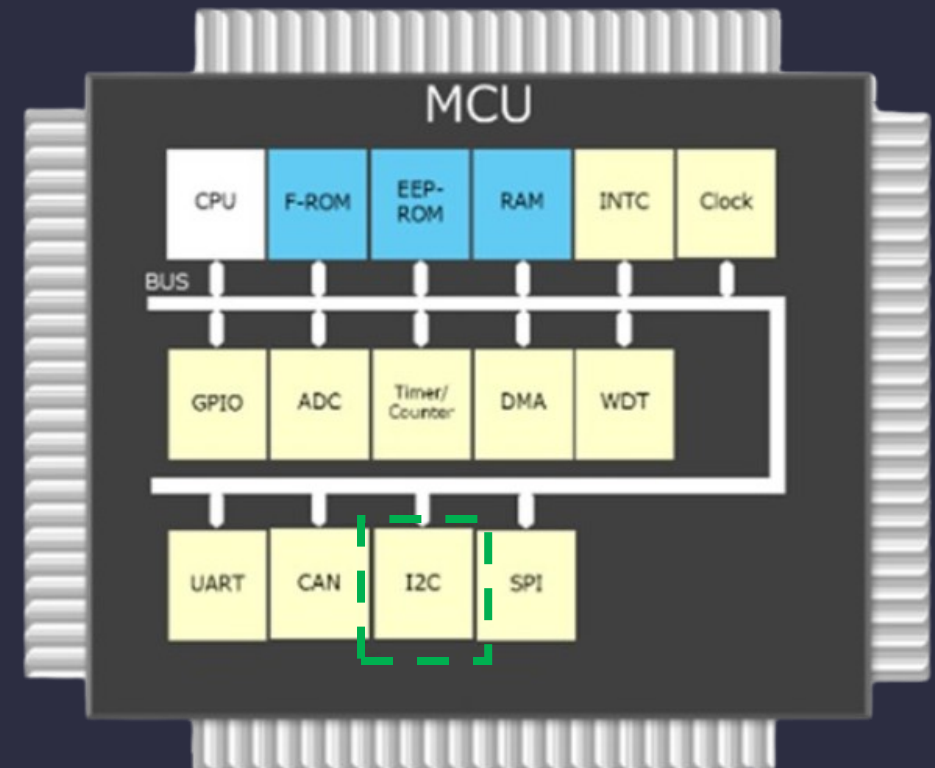 MCU
CPU
F-ROM
EEP-
ROM
RAM
INTC
Clock
BUS
GPIO
ADC
Timer/
Counter
DMA
WDT
UART
CAN
I2C
SPI